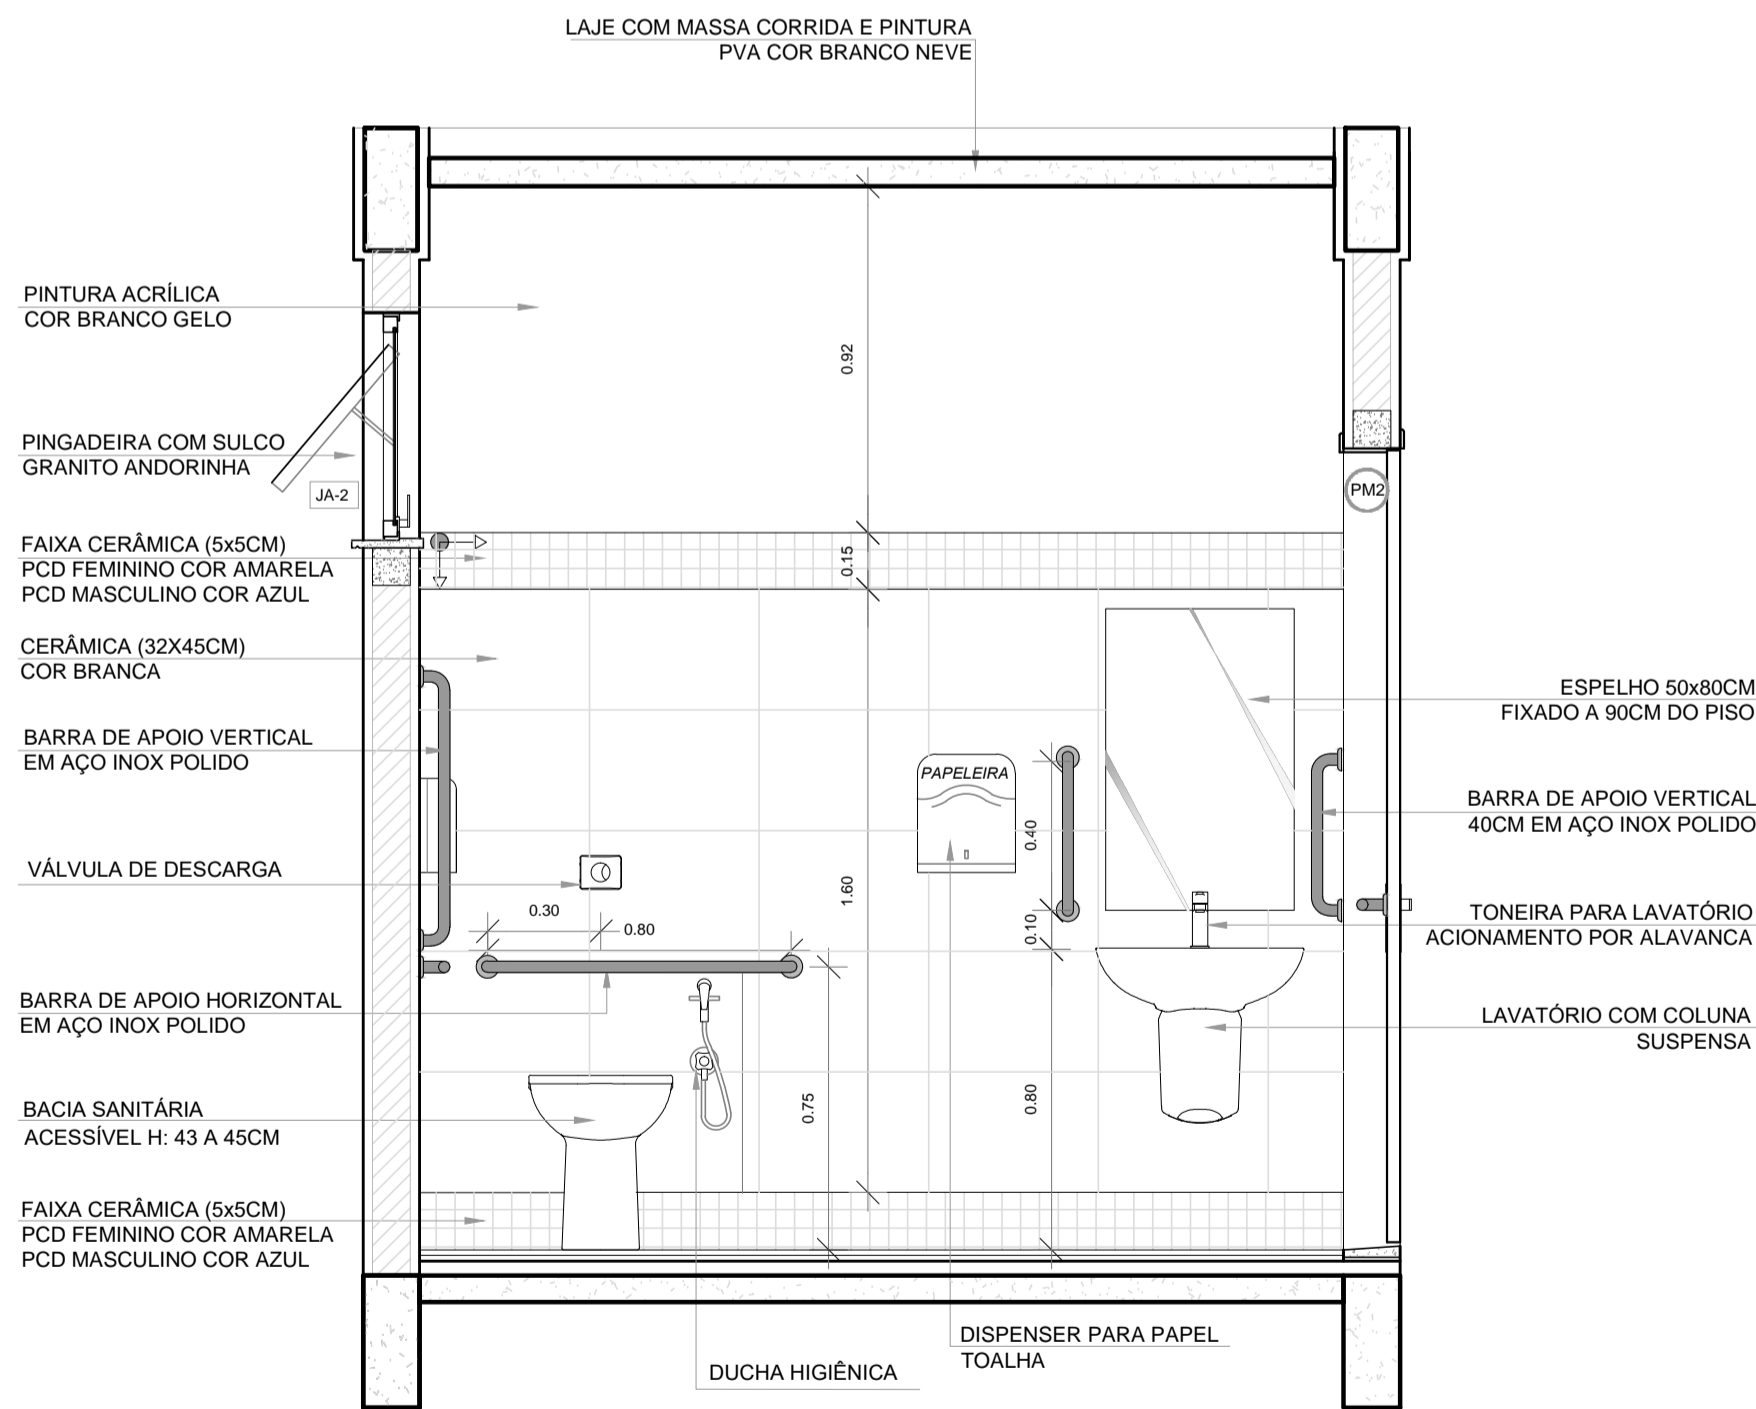 LAJE COM MASSA CORRIDA E PINTURA
PVA COR BRANCO NEVE
PINTURA ACRÍLICA
COR BRANCO GELO
0.92
PINGADEIRA COM SULCO
GRANITO ANDORINHA
JA-2
PM2
FAIXA CERÂMICA (5x5CM)
PCD FEMININO COR AMARELA
PCD MASCULINO COR AZUL
0.15
CERÂMICA (32X45CM)
COR BRANCA
ESPELHO 50x80CM
FIXADO A 90CM DO PISO
BARRA DE APOIO VERTICAL
EM AÇO INOX POLIDO
PAPELEIRA
BARRA DE APOIO VERTICAL
40CM EM AÇO INOX POLIDO
0.40
VÁLVULA DE DESCARGA
1.60
0.30
0.80
0.10
TONEIRA PARA LAVATÓRIO
ACIONAMENTO POR ALAVANCA
BARRA DE APOIO HORIZONTAL
EM AÇO INOX POLIDO
LAVATÓRIO COM COLUNA
SUSPENSA
BACIA SANITÁRIA
ACESSÍVEL H: 43 A 45CM
0.75
0.80
FAIXA CERÂMICA (5x5CM)
PCD FEMININO COR AMARELA
PCD MASCULINO COR AZUL
DISPENSER PARA PAPEL
TOALHA
DUCHA HIGIÊNICA